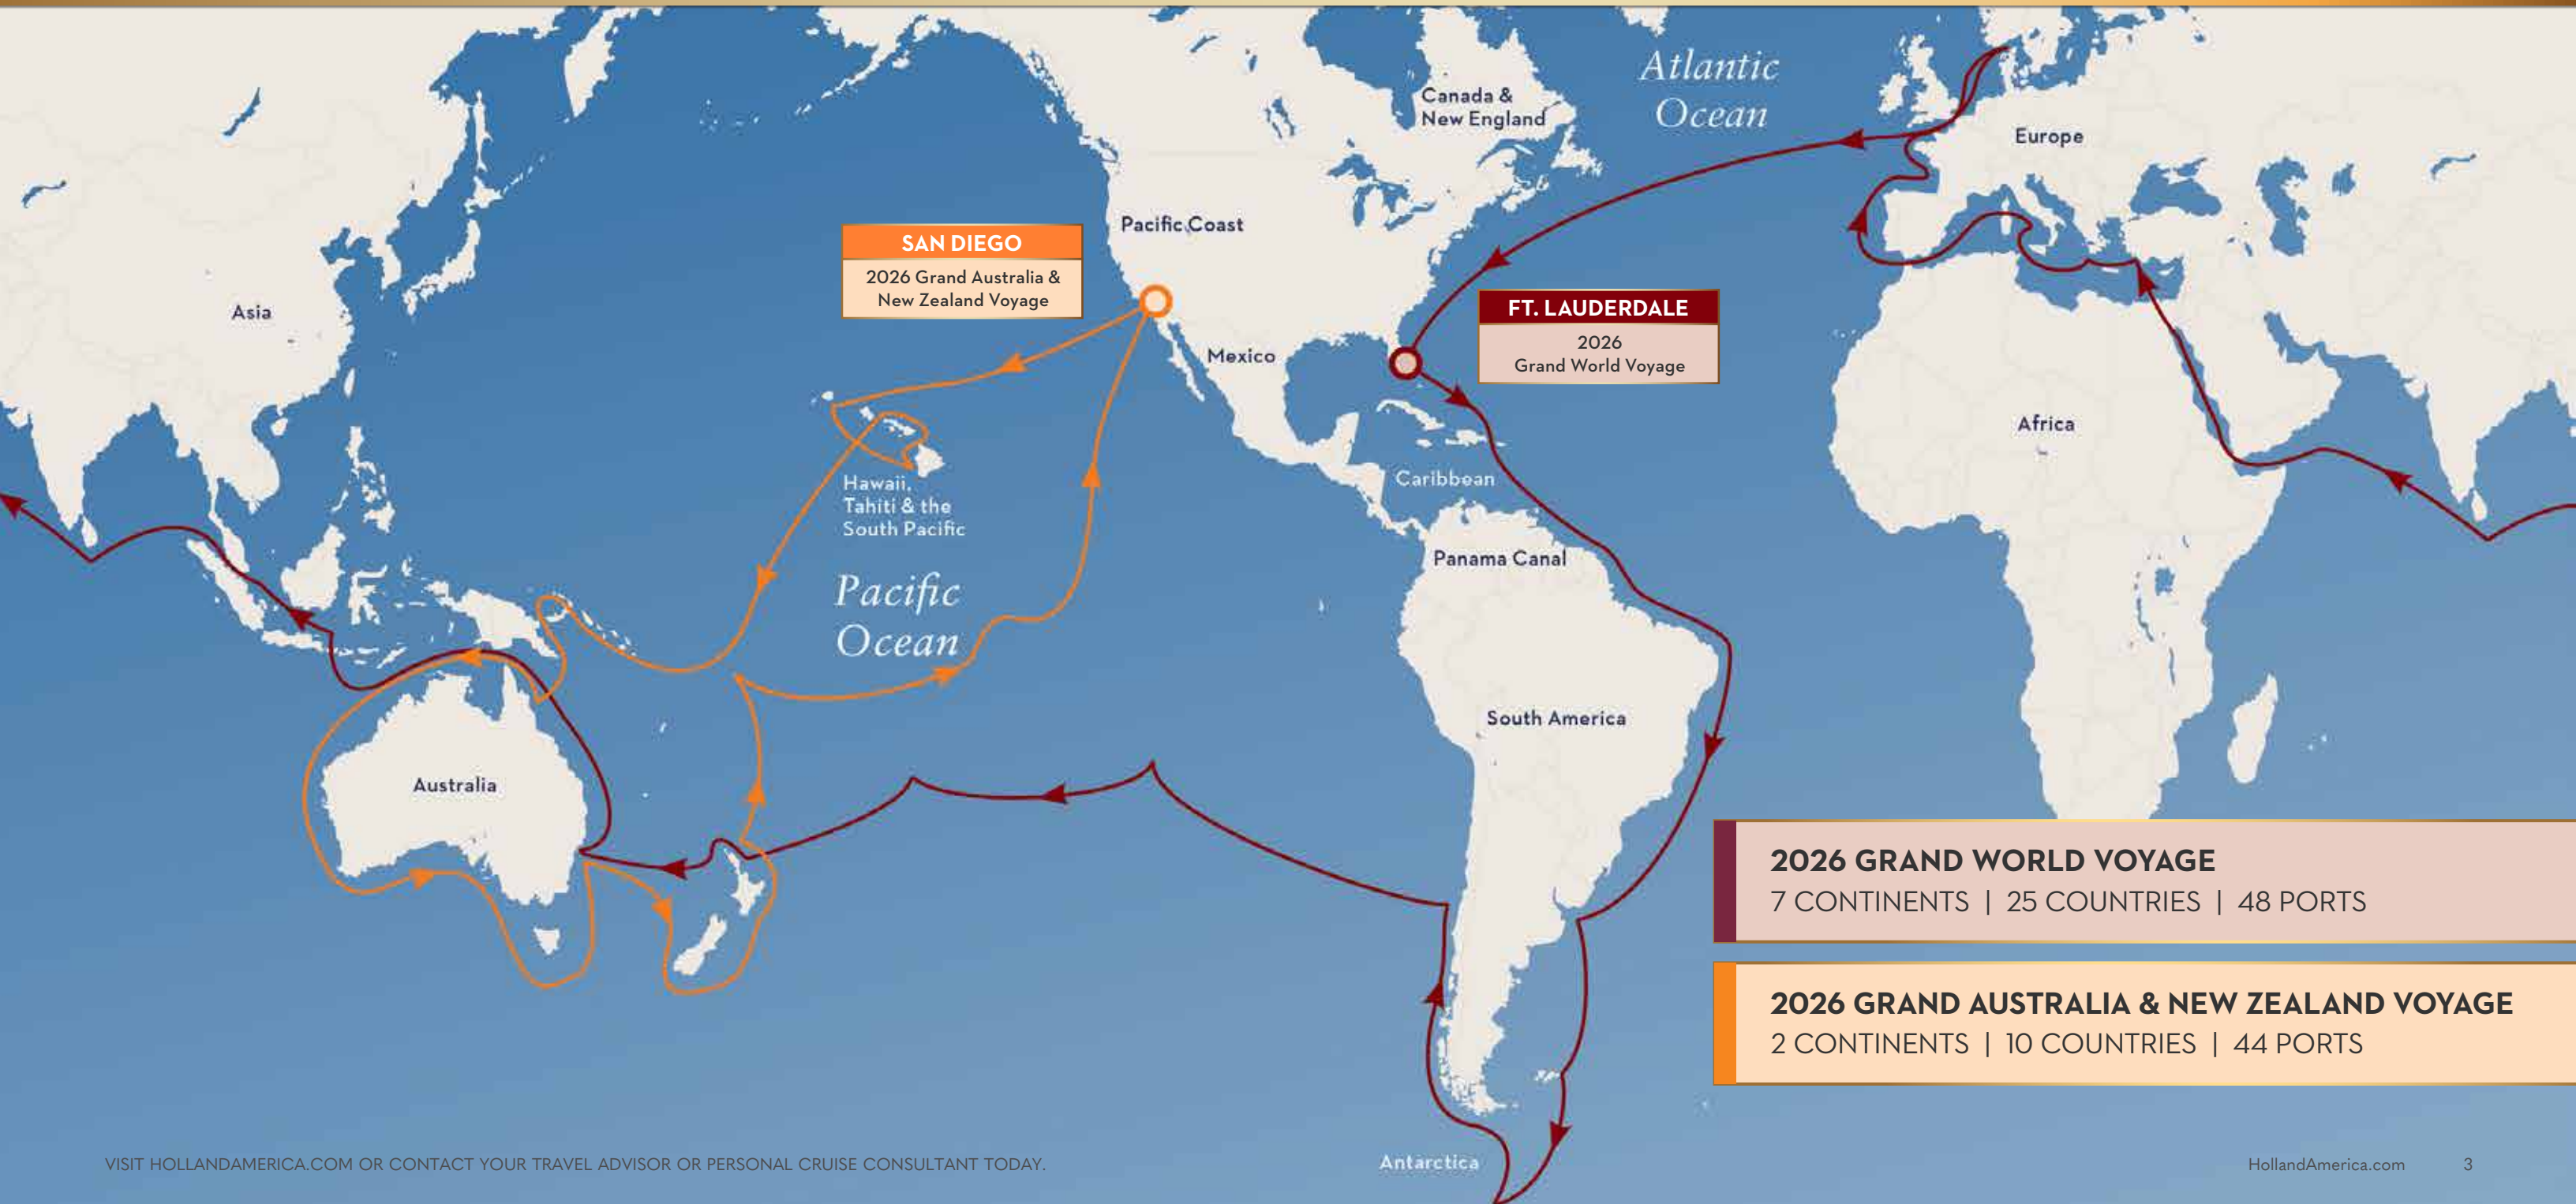 Atlantic
Ocean
Canada &
New England
Europe
Pacific Coast
SAN DIEGO
2026 Grand Australia &
New Zealand Voyage
Asia
FT. LAUDERDALE
2026
Grand World Voyage
Mexico
Africa
Caribbean
Hawaii,
Tahiti & the
South Pacific
Panama Canal
Pacific
Ocean
South America
Australia
2026 GRAND WORLD VOYAGE
7 CONTINENTS | 25 COUNTRIES | 48 PORTS
2026 GRAND AUSTRALIA & NEW ZEALAND VOYAGE
2 CONTINENTS | 10 COUNTRIES | 44 PORTS
Antarctica
VISIT HOLLANDAMERICA.COM OR CONTACT YOUR TRAVEL ADVISOR OR PERSONAL CRUISE CONSULTANT TODAY.
HollandAmerica.com 3